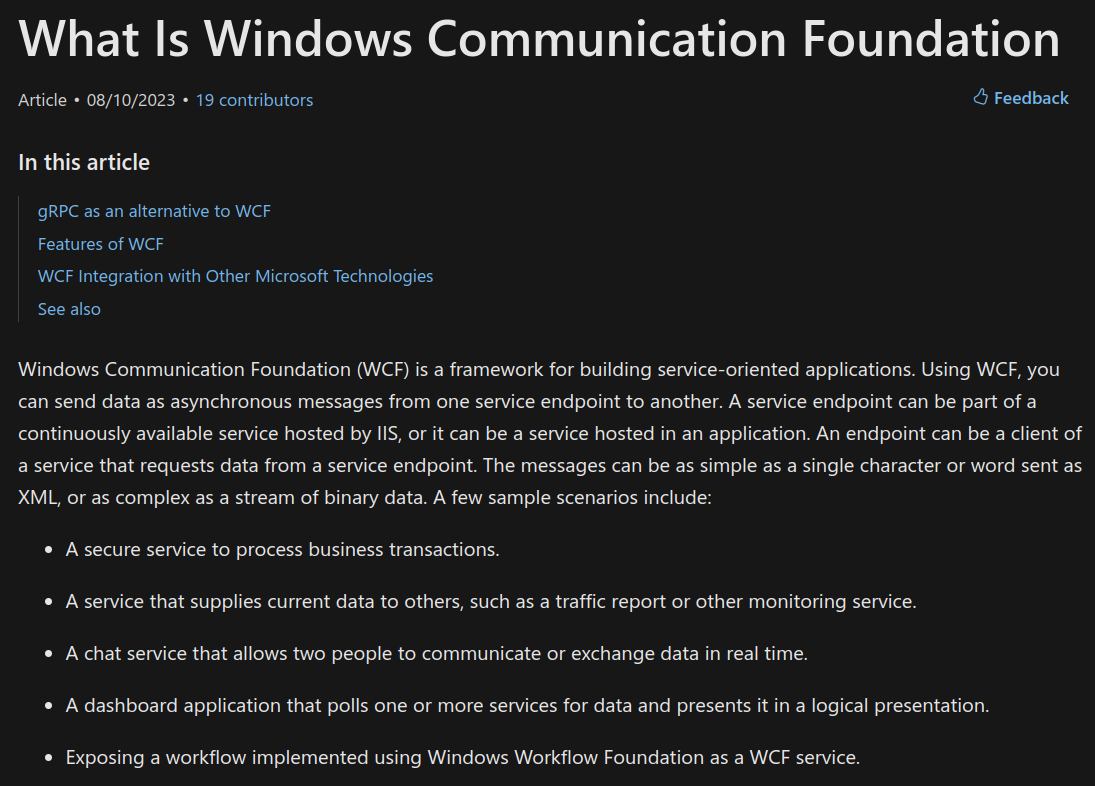 What Is Windows Communication Foundation
Article • 08/10/2023 • 19 contributors
Feedback
In this article
gRPC as an alternative to WCF
Features of WCF
WCF Integration with Other Microsoft Technologies
See also
Windows Communication Foundation (WCF) is a framework for building service-oriented applications. Using WCF, you
can send data as asynchronous messages from one service endpoint to another. A service endpoint can be part of a
continuously available service hosted by IIS, or it can be a service hosted in an application. An endpoint can be a client of
a service that requests data from a service endpoint. The messages can be as simple as a single character or word sent as
XML, or as complex as a stream of binary data. A few sample scenarios include:
• A secure service to process business transactions.
• A service that supplies current data to others, such as a traffic report or other monitoring service.
• A chat service that allows two people to communicate or exchange data in real time.
• A dashboard application that polls one or more services for data and presents it in a logical presentation.
• Exposing a workflow implemented using Windows Workflow Foundation as a WCF service.